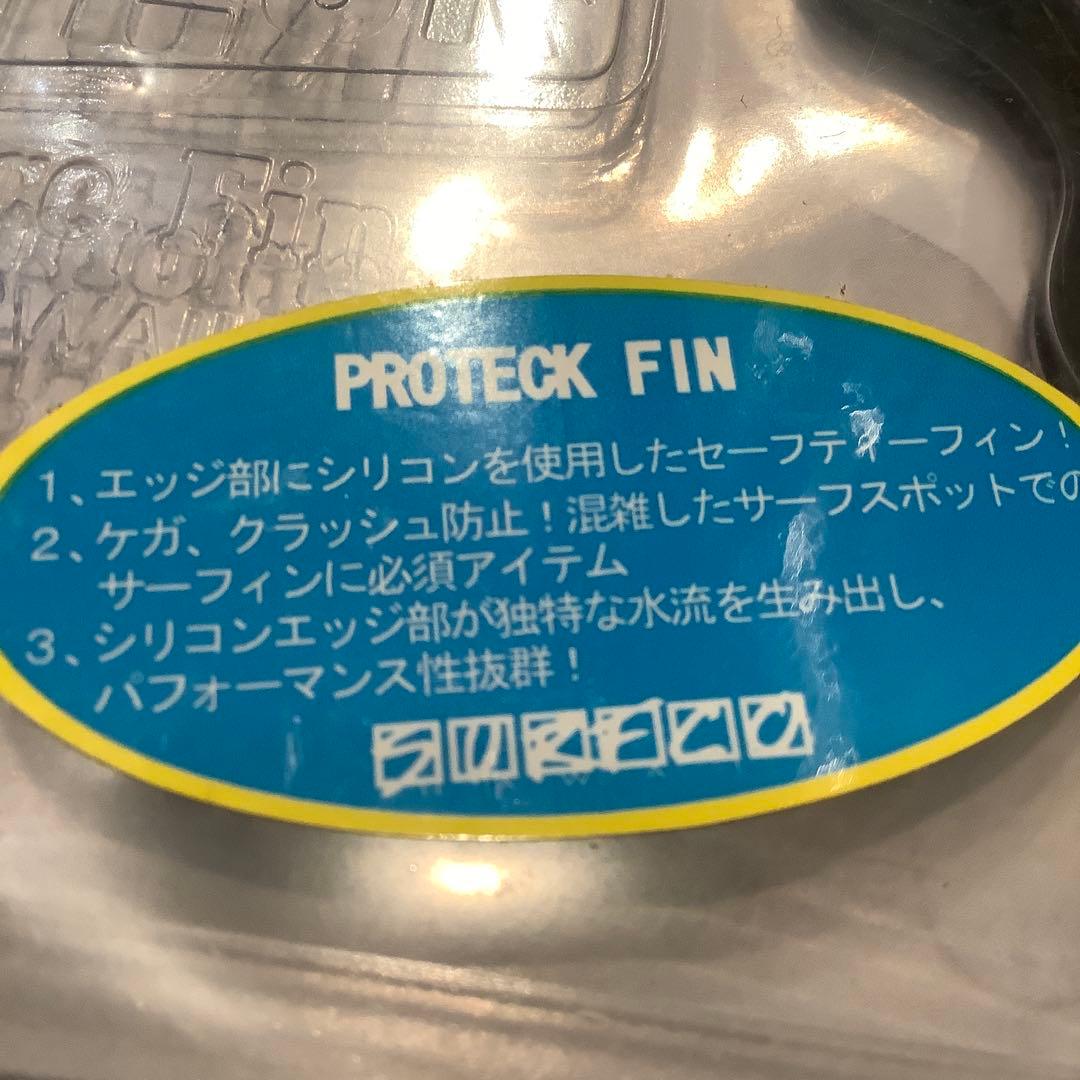 Fin
PROTECK FIN
1、エッジ部にシリコンを使用したセーフティーフィン！
2、ケガ、クラッシュ防止！混雑したサーフスポットでの
サーフィンに必須アイテム
3、シリコンエッジ部が独特な水流を生み出し、
パフォーマンス性抜群！
SURFCO